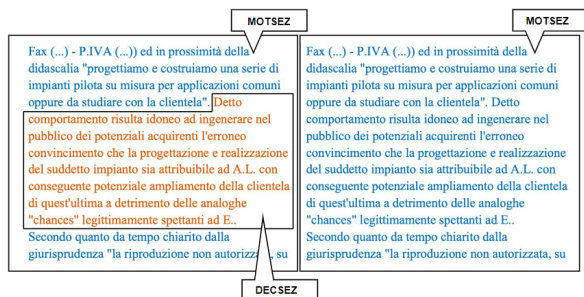 MOTSEZ
Fax (...) - P.IVA (...)) ed in prossimità della
didascalia "progettiamo e costruiamo una serie di
impianti pilota su misura per applicazioni comuni
oppure da studiare con la clientela". Detto
comportamento risulta idoneo ad ingenerare nel
pubblico dei potenziali acquirenti l'erroneo
convincimento che la progettazione e realizzazione
del suddetto impianto sia attribuibile ad A.L. con
conseguente potenziale ampliamento della clientela
di quest'ultima a detrimento delle analoghe
"chances" legittimamente spettanti ad E..
Secondo quanto da tempo chiarito dalla
giurisprudenza "la riproduzione non autorizzata, su
DECSEZ
MOTSEZ
Fax (...) - P.IVA (...)) ed in prossimità della
didascalia "progettiamo e costruiamo una serie di
impianti pilota su misura per applicazioni comuni
oppure da studiare con la clientela". Detto
comportamento risulta idoneo ad ingenerare nel
pubblico dei potenziali acquirenti l'erroneo
convincimento che la progettazione e realizzazione
del suddetto impianto sia attribuibile ad A.L. con
conseguente potenziale ampliamento della clientela
di quest'ultima a detrimento delle analoghe
"chances" legittimamente spettanti ad E..
Secondo quanto da tempo chiarito dalla
giurisprudenza "la riproduzione non autorizzata, su